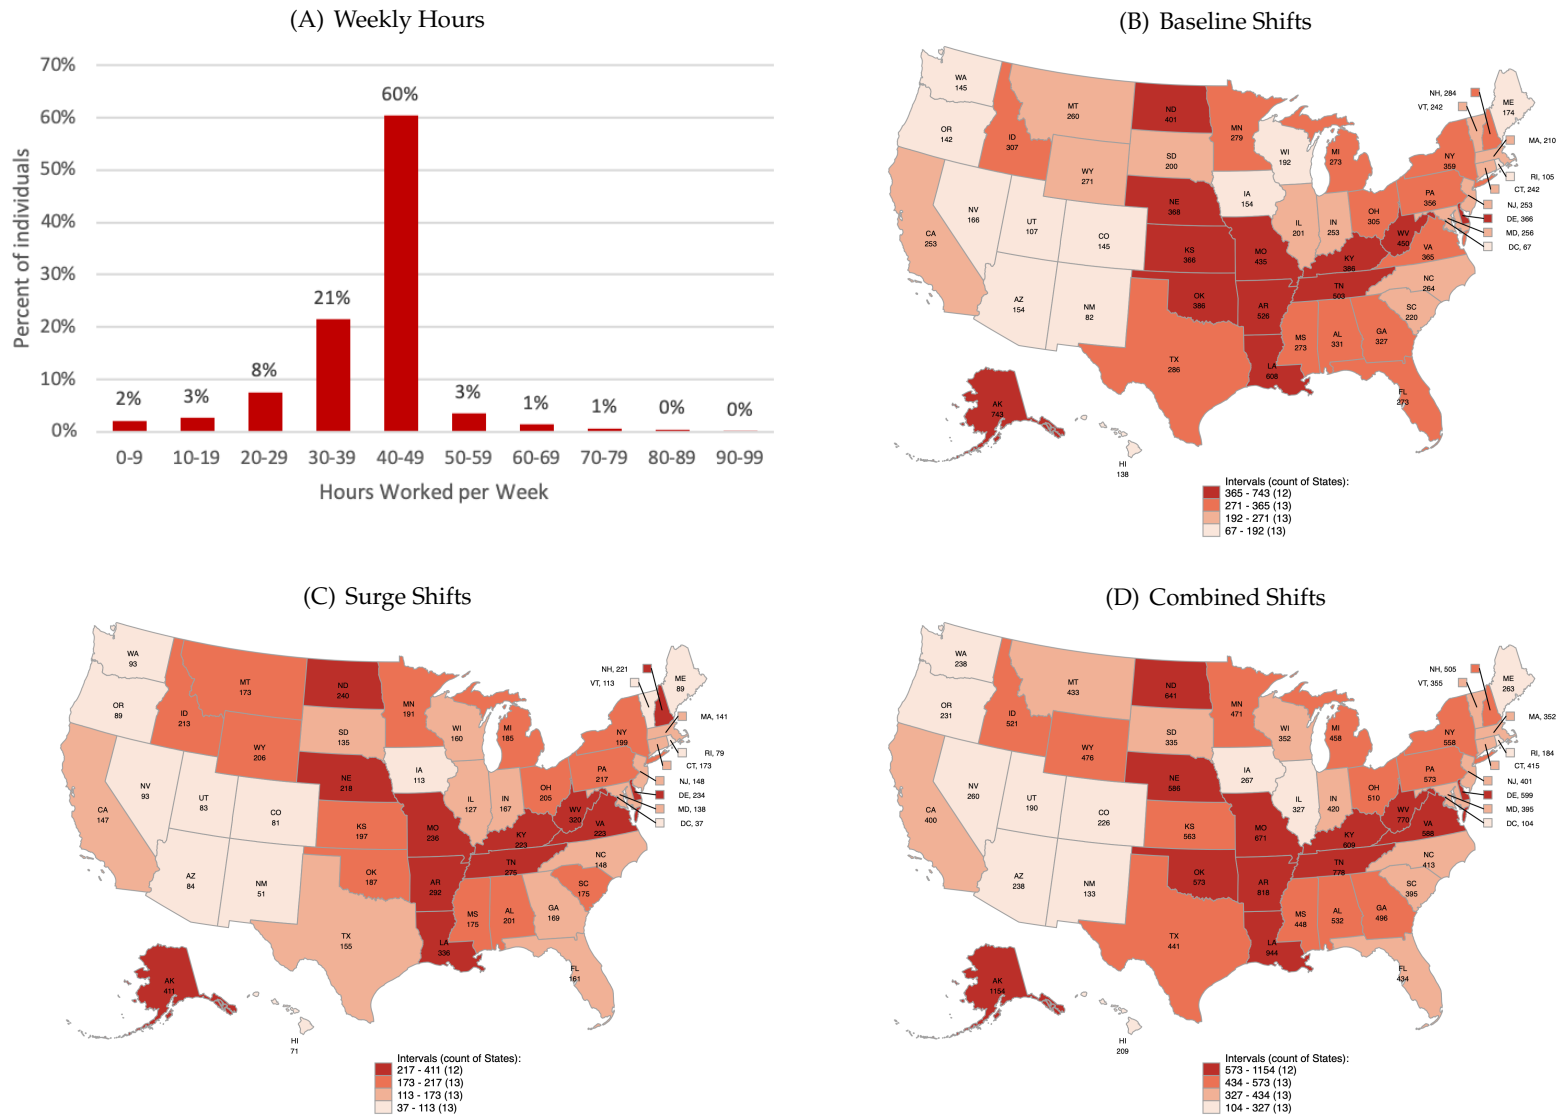 (A) Weekly Hours
Percent of individuals
70%
60%
50%
40%
30%
20%
10%
0%
2%
3%
8%
21%
60%
3%
1%
1%
0%
0%
0-9
10-19
20-29
30-39
40-49
50-59
60-69
70-79
80-89
90-99
Hours Worked per Week
(B) Baseline Shifts
WA
145
OR
142
ID
307
MT
260
ND
401
MN
279
SD
200
WY
271
WI
192
MI
273
NH, 284
VT, 242
ME
174
MA, 210
NY
359
RI, 105
CT, 242
PA
356
NJ, 253
DE, 366
MD, 256
DC, 67
NE
368
IA
154
NV
166
UT
107
CO
145
CA
253
IL
201
IN
253
OH
305
WV
450
VA
365
KS
366
MO
435
KY
386
NC
264
TN
503
AZ
154
NM
82
OK
386
AR
526
SC
220
MS
273
AL
331
GA
327
TX
286
LA
608
FL
273
AK
743
HI
138
Intervals (count of States):
365 - 743 (12)
271 - 365 (13)
192 - 271 (13)
67 - 192 (13)
(C) Surge Shifts
WA
93
OR
89
ID
213
MT
173
ND
240
MN
191
SD
135
WY
206
WI
160
MI
185
NH, 221
VT, 113
ME
89
MA, 141
NY
199
RI, 79
CT, 173
PA
217
NJ, 148
DE, 234
MD, 138
DC, 37
NE
218
IA
113
NV
93
UT
83
CO
81
CA
147
IL
127
IN
167
OH
205
WV
320
VA
223
KS
197
MO
236
KY
223
NC
148
TN
275
AZ
84
NM
51
OK
187
AR
292
SC
175
MS
175
AL
201
GA
169
TX
155
LA
336
FL
161
AK
411
HI
71
Intervals (count of States):
217 - 411 (12)
173 - 217 (13)
113 - 173 (13)
37 - 113 (13)
(D) Combined Shifts
WA
238
OR
231
ID
521
MT
433
ND
641
MN
471
SD
335
WY
476
WI
352
MI
458
NH, 505
VT, 355
ME
263
MA, 352
NY
558
RI, 184
CT, 415
PA
573
NJ, 401
DE, 599
MD, 395
DC, 104
NE
586
IA
267
NV
260
UT
190
CO
226
CA
400
IL
327
IN
420
OH
510
WV
770
VA
588
KS
563
MO
671
KY
609
NC
413
TN
778
AZ
238
NM
133
OK
573
AR
818
SC
395
MS
448
AL
532
GA
496
TX
441
LA
944
FL
434
AK
1154
HI
209
Intervals (count of States):
573 - 1154 (12)
434 - 573 (13)
327 - 434 (13)
104 - 327 (13)